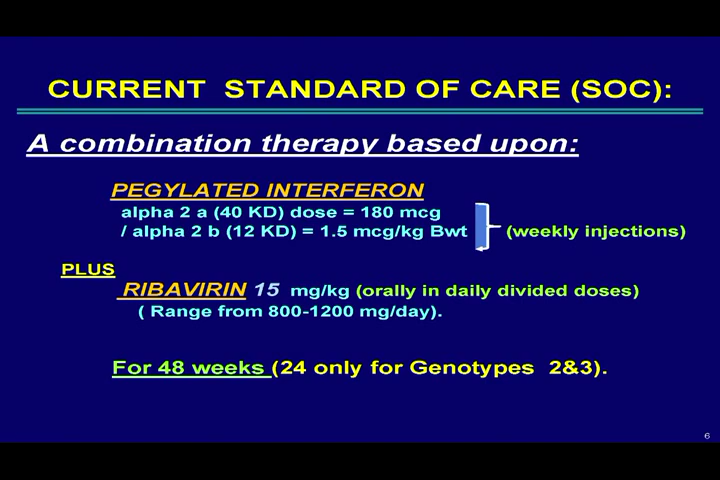 CURRENT STANDARD OF CARE (SOC):
A combination therapy based upon:
PEGYLATED INTERFERON
alpha 2 a (40 KD) dose = 180 mcg
/ alpha 2 b (12 KD) = 1.5 mcg/kg Bwt (weekly injections)
PLUS
RIBAVIRIN 15 mg/kg (orally in daily divided doses)
( Range from 800-1200 mg/day).
For 48 weeks (24 only for Genotypes 2&3).
6